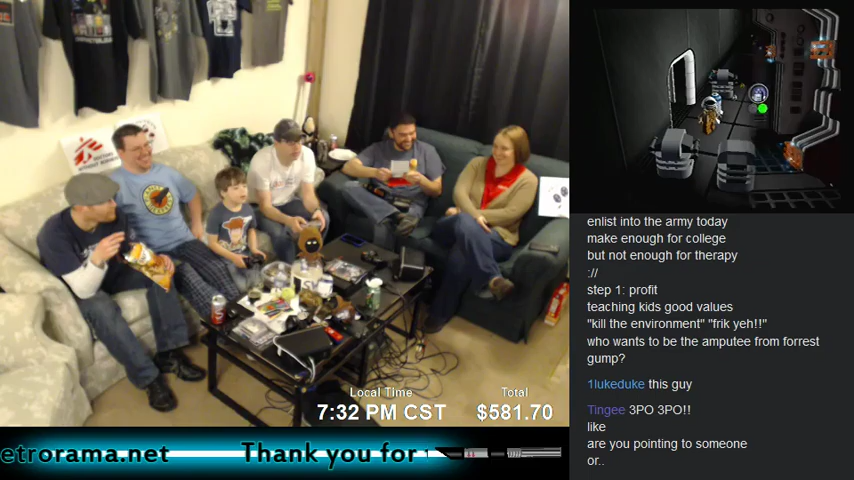 enlist into the army today
make enough for college
but not enough for therapy
://
step 1: profit
teaching kids good values
"kill the environment" "frik yeh!!"
who wants to be the amputee from forrest
gump?
1lukeduke this guy
Tingee 3PO 3PO!!
like
are you pointing to someone
or..
Local Time
7:32 PM CST
Total
$581.70
etrorama.net
Thank you for